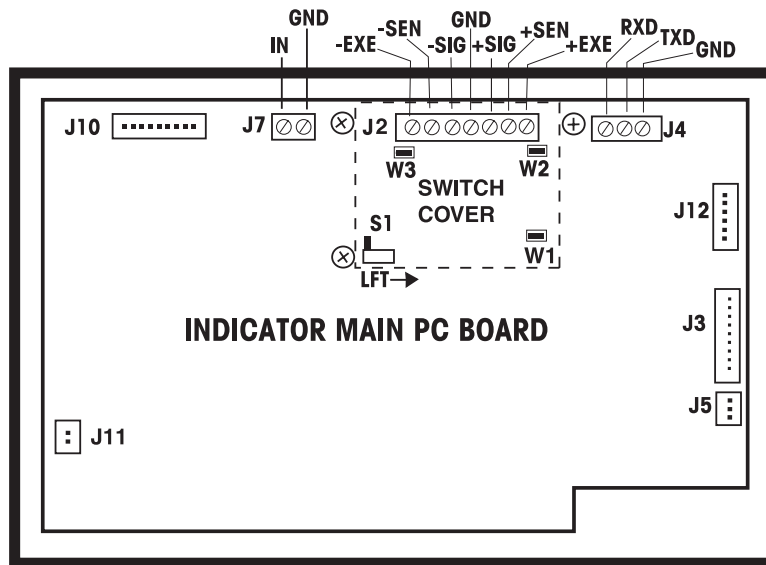 GND
IN
-EXE
-SEN
-SIG
GND
+SIG
+SEN
+EXE
RXD
TXD
GND
J10
J7
J2
J4
W3
W2
SWITCH
COVER
J12
S1
W1
LFT
INDICATOR MAIN PC BOARD
J3
J5
J11